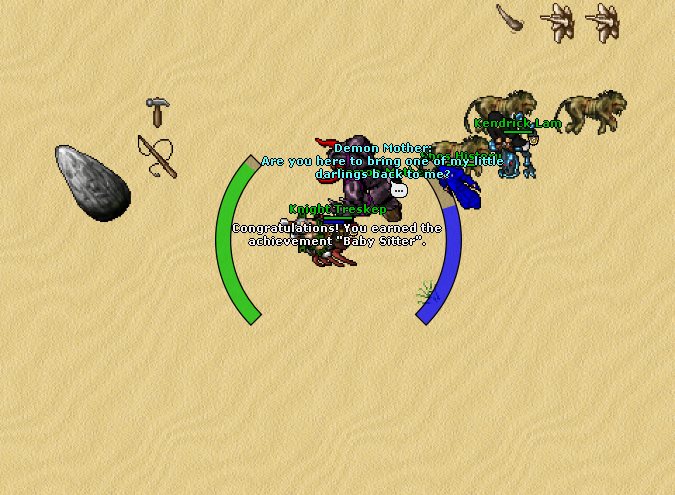 Kendrick Lam
Demon Mother:
Are you here to bring one of my little
darlings back to me?
Knight Treskep
Congratulations! You earned the
achievement "Baby Sitter".